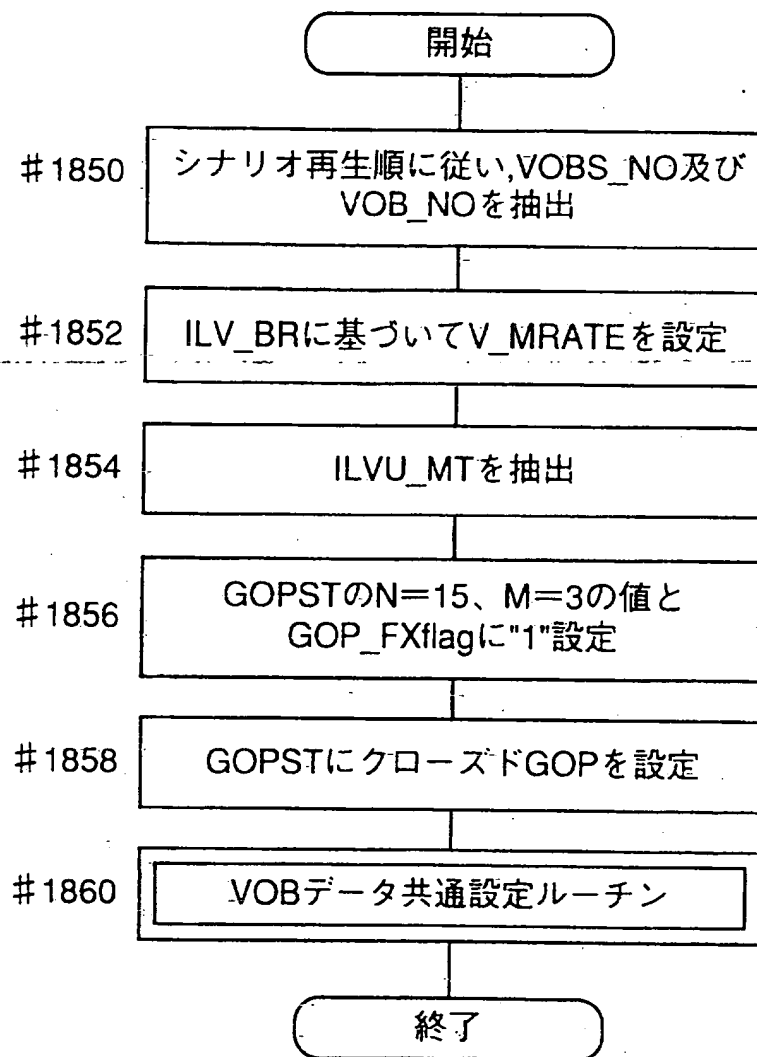 開始
#1850
シナリオ再生順に従い,VOBS_NO及び
VOB_NOを抽出
#1852
ILV_BRに基づいてV_MRATEを設定
#1854
ILVU_MTを抽出
#1856
GOPSTのN=15、M=3の値と
GOP_FXflagに"1"設定
#1858
GOPSTにクローズドGOPを設定
#1860
VOBデータ共通設定ルーチン
終了